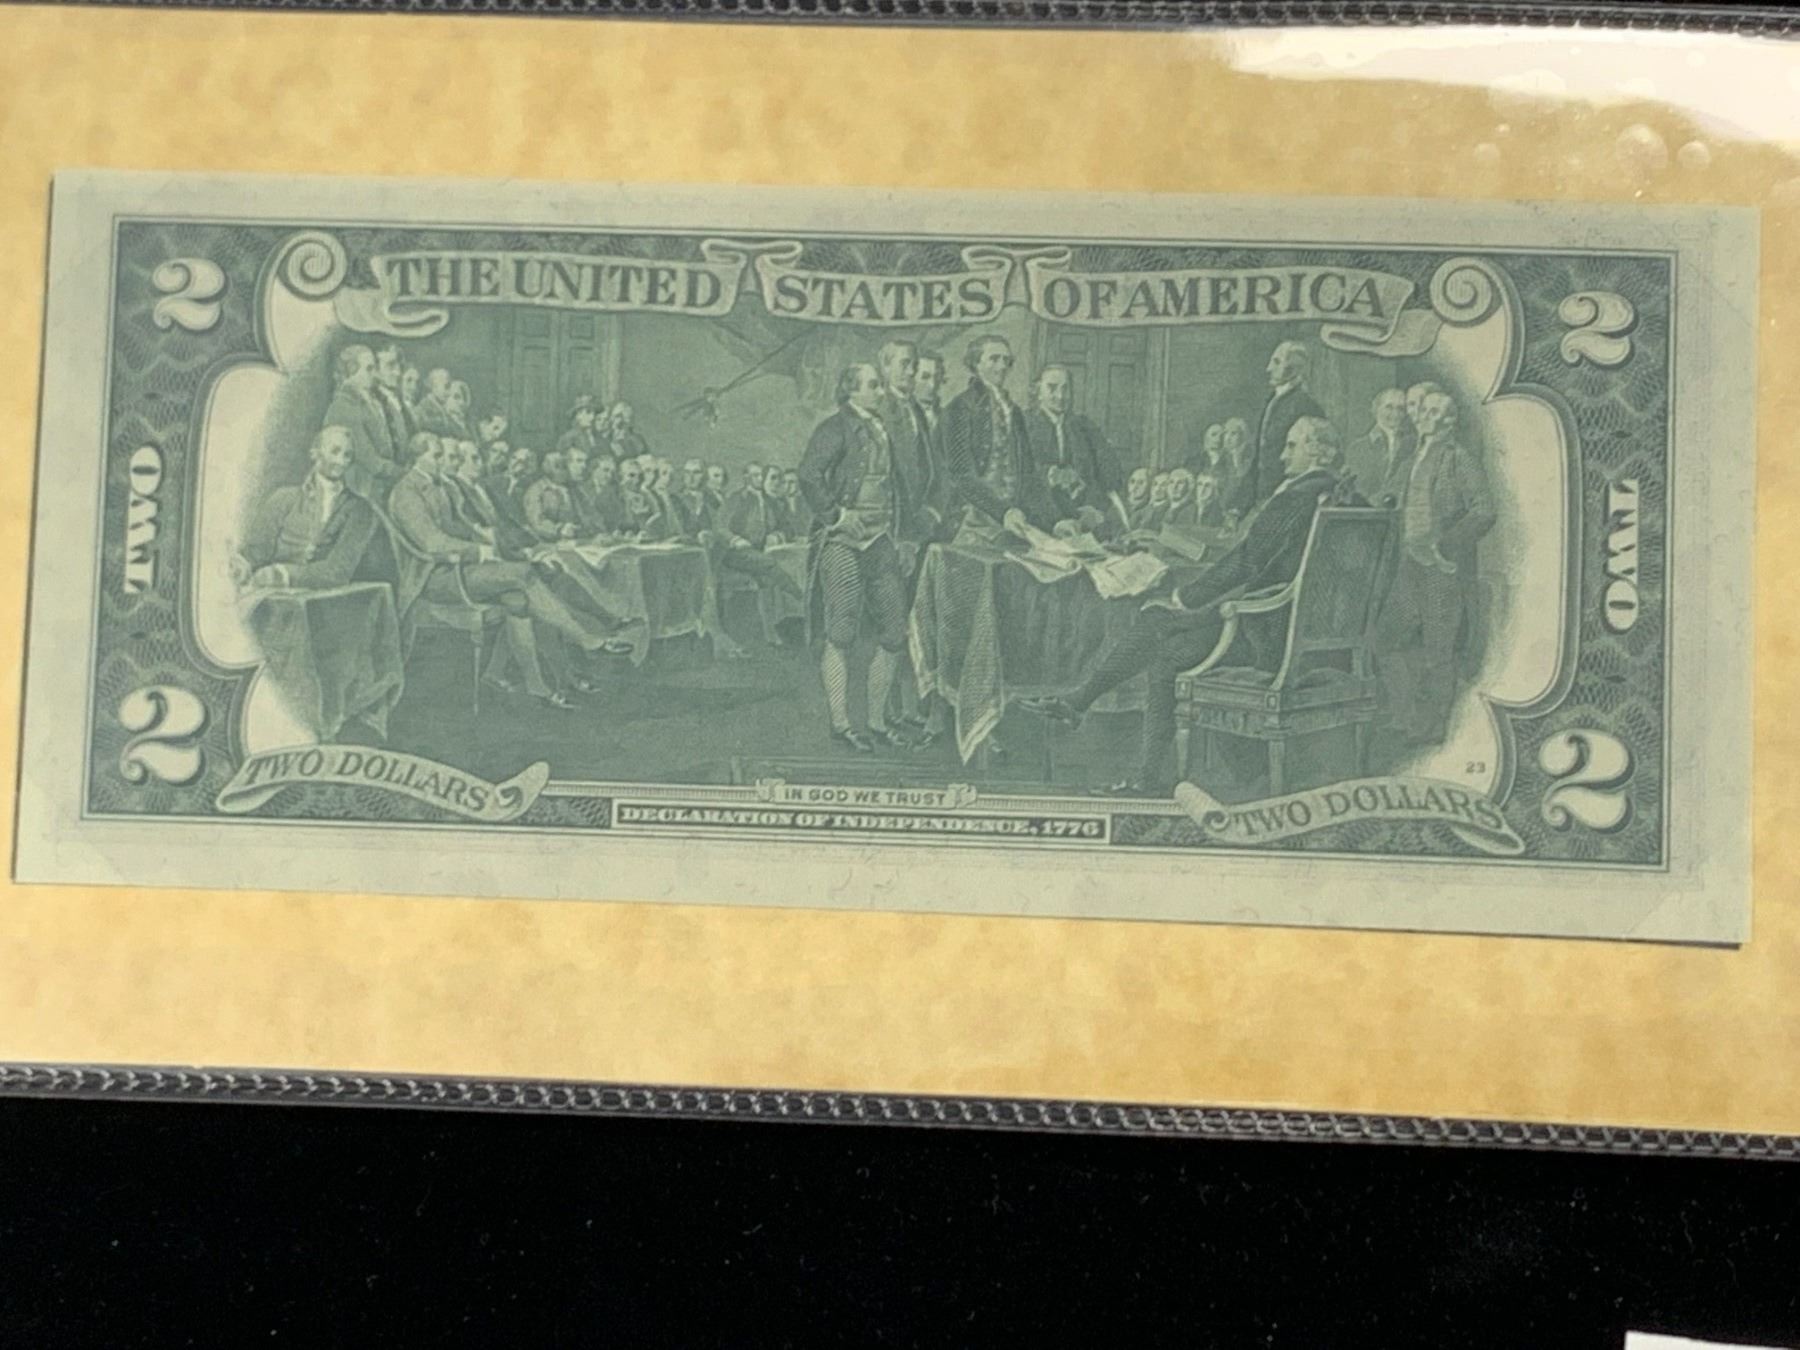 THE UNITED STATES OF AMERICA
2 2
TWO TWO
2 2
23
TWO DOLLARS TWO DOLLARS
IN GOD WE TRUST
DECLARATION OF INDEPENDENCE, 1776